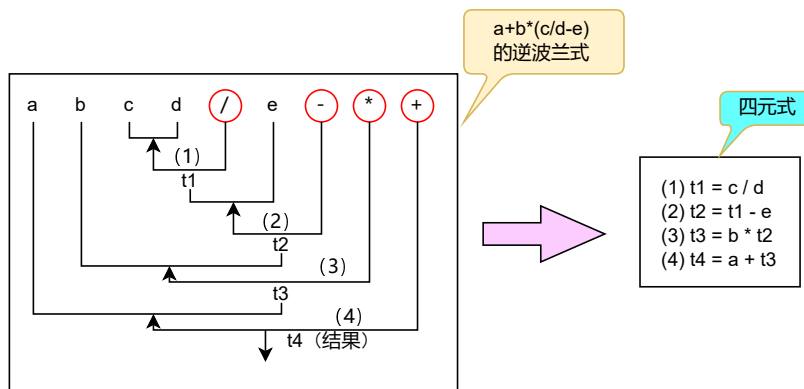 a+b*(c/d-e)
的逆波兰式
a b c d / e - * +
(1)
t1
(2)
t2
(3)
t3
(4)
t4（结果）
四元式
(1) t1 = c / d
(2) t2 = t1 - e
(3) t3 = b * t2
(4) t4 = a + t3